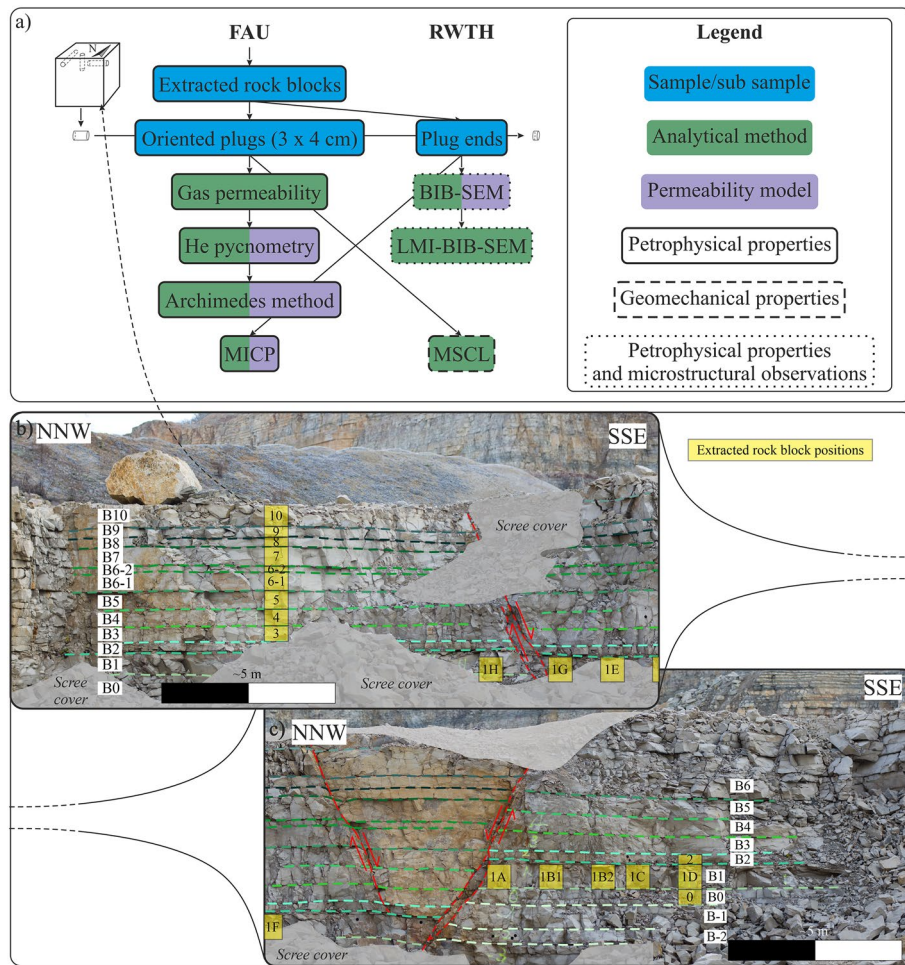 a)
FAU
RWTH
Legend
N
Extracted rock blocks
Sample/sub sample
Oriented plugs (3 x 4 cm)
Plug ends
Analytical method
Gas permeability
BIB-SEM
Permeability model
He pycnometry
LMI-BIB-SEM
Petrophysical properties
Archimedes method
Geomechanical properties
MICP
MSCL
Petrophysical properties
and microstructural observations
b)
NNW
SSE
Extracted rock block positions
B10
B9
B8
B7
B6-2
B6-1
B5
B4
B3
B2
B1
B0
10
9
8
7
6-2
6-1
5
4
3
Scree cover
1H
1G
1E
Scree
cover
~5 m
Scree cover
c)
NNW
SSE
B6
B5
B4
B3
B2
B1
B0
B-1
B-2
2
1A
1B1
1B2
1C
1D
0
1F
Scree cover
~5 m